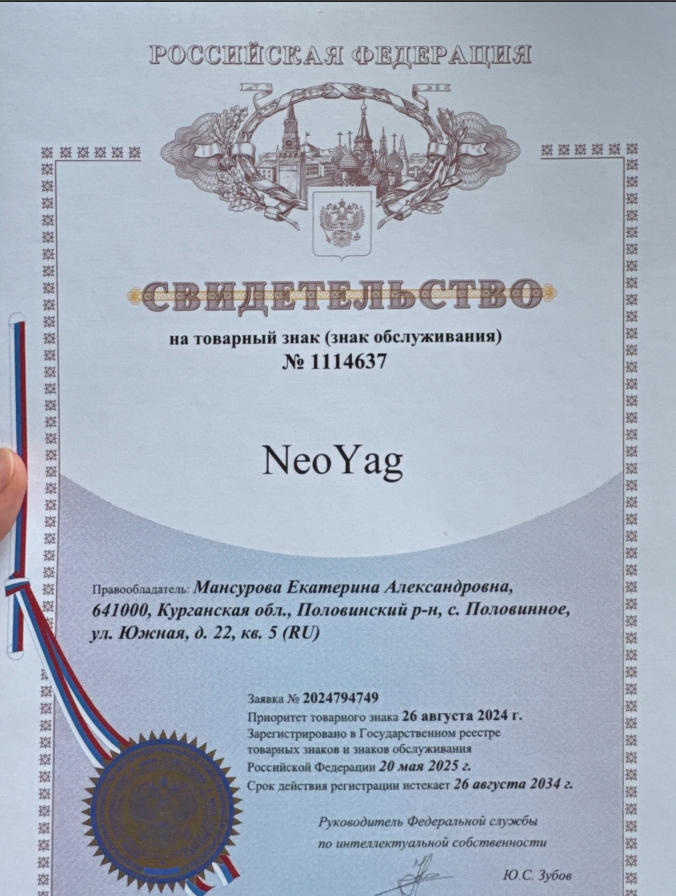 РОССИЙСКАЯ ФЕДЕРАЦИЯ
СВИДЕТЕЛЬСТВО
на товарный знак (знак обслуживания)
№ 1114637
NeoYag
Правообладатель: Мансурова Екатерина Александровна,
641000, Курганская обл., Половинский р-н, с. Половинное,
ул. Южная, д. 22, кв. 5 (RU)
Заявка № 2024794749
Приоритет товарного знака 26 августа 2024 г.
Зарегистрировано в Государственном реестре
товарных знаков и знаков обслуживания
Российской Федерации 20 мая 2025 г.
Срок действия регистрации истекает 26 августа 2034 г.
Руководитель Федеральной службы
по интеллектуальной собственности
Ю.С. Зубов